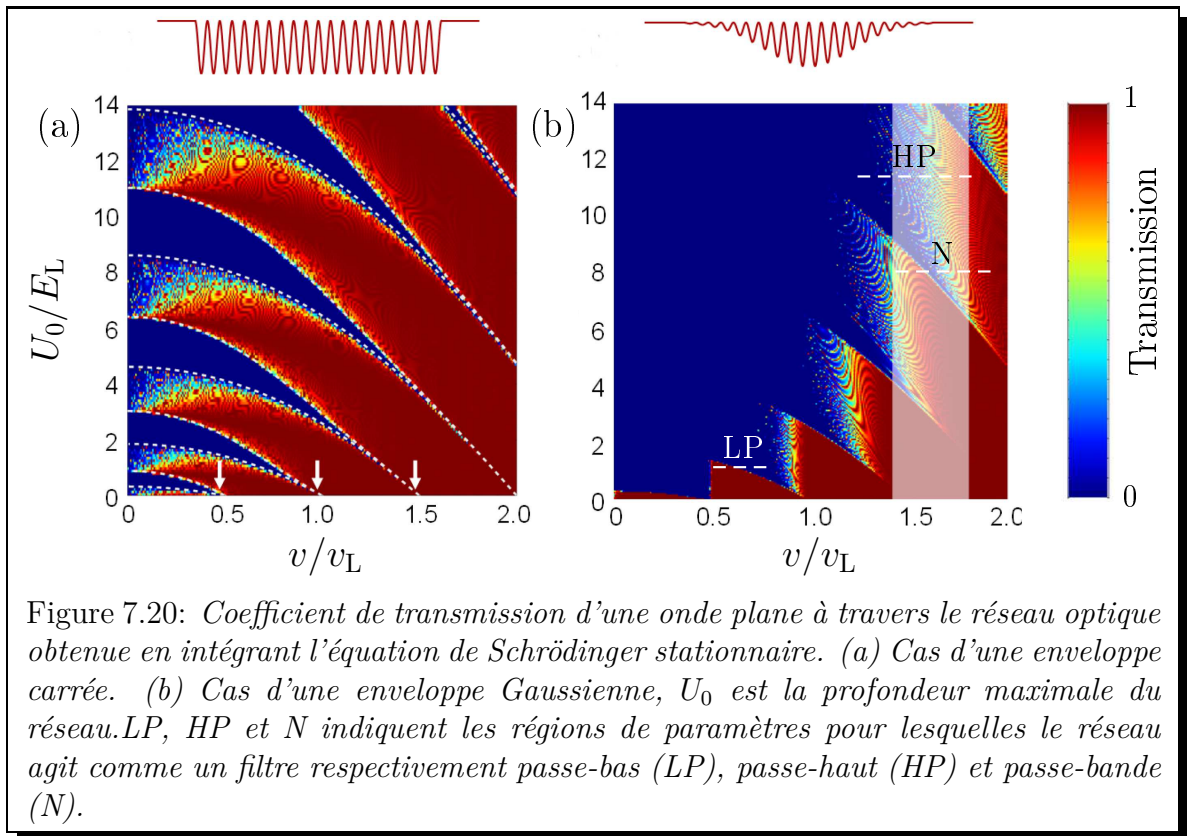 (a)
U₀/E_L
14
12
10
8
6
4
2
0
0
0.5
1.0
1.5
2.0
v/v_L
(b)
14
12
10
8
6
4
2
0
0
0.5
1.0
1.5
2.0
v/v_L
HP
N
LP
1
0
Transmission
Figure 7.20: Coefficient de transmission d'une onde plane à travers le réseau optique
obtenue en intégrant l'équation de Schrödinger stationnaire. (a) Cas d'une enveloppe
carrée. (b) Cas d'une enveloppe Gaussienne, U₀ est la profondeur maximale du
réseau.LP, HP et N indiquent les régions de paramètres pour lesquelles le réseau
agit comme un filtre respectivement passe-bas (LP), passe-haut (HP) et passe-bande
(N).